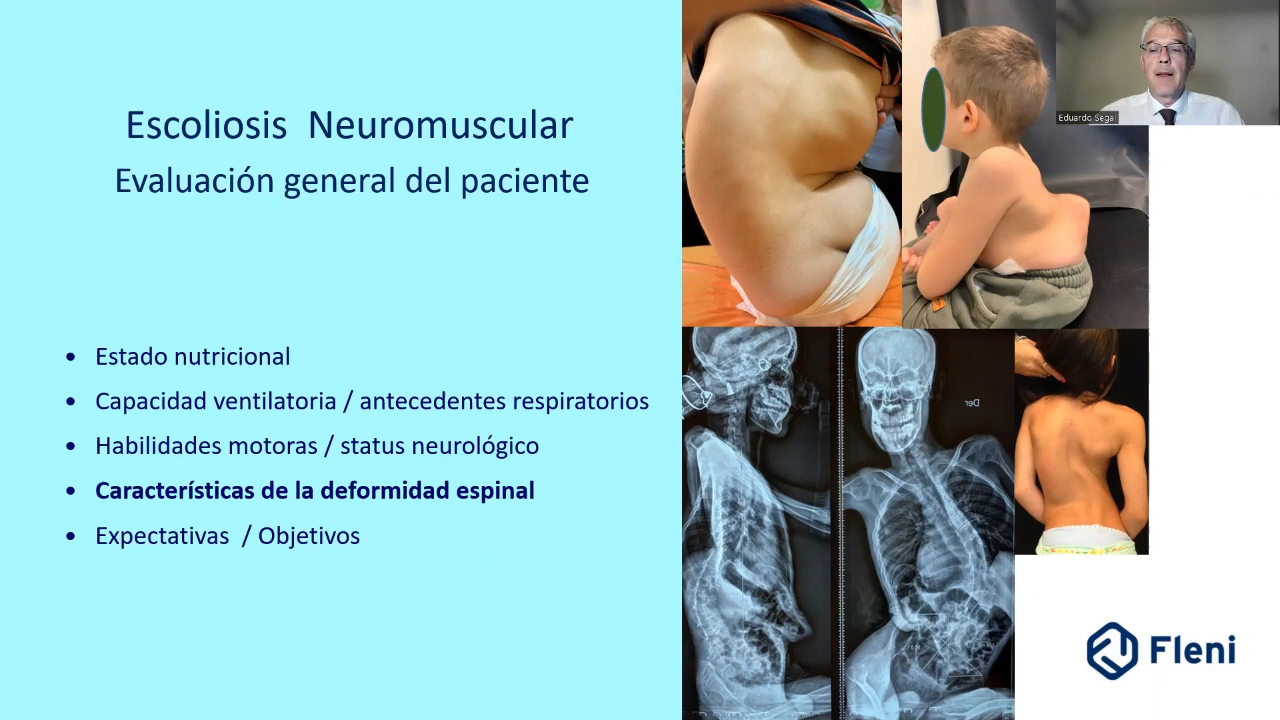 Escoliosis Neuromuscular
Evaluación general del paciente
• Estado nutricional
• Capacidad ventilatoria / antecedentes respiratorios
• Habilidades motoras / status neurológico
• Características de la deformidad espinal
• Expectativas / Objetivos
Eduardo Segal
Der
Fleni